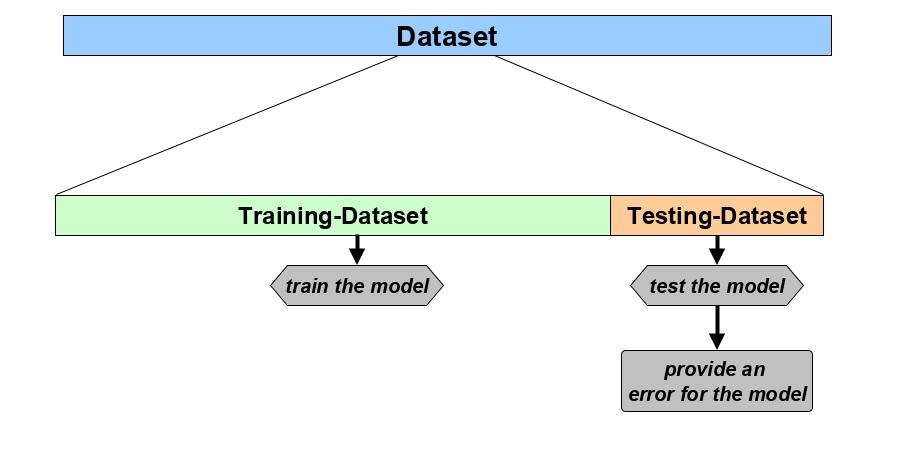 Dataset
Training-Dataset
Testing-Dataset
train the model
test the model
provide an
error for the model